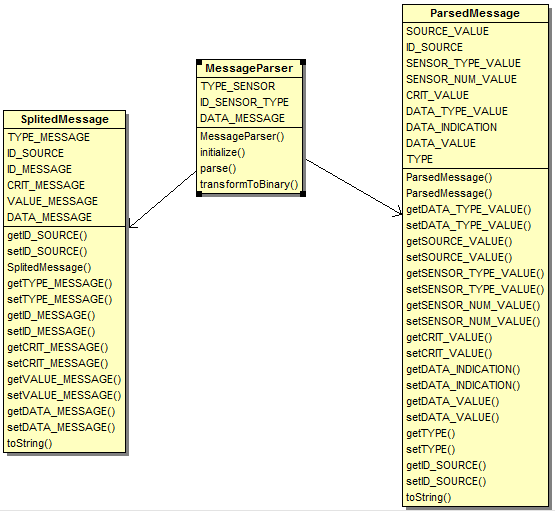 SplitedMessage
TYPE_MESSAGE
ID_SOURCE
ID_MESSAGE
CRIT_MESSAGE
VALUE_MESSAGE
DATA_MESSAGE
getID_SOURCE()
setID_SOURCE()
SplitedMessage()
getTYPE_MESSAGE()
setTYPE_MESSAGE()
getID_MESSAGE()
setID_MESSAGE()
getCRIT_MESSAGE()
setCRIT_MESSAGE()
getVALUE_MESSAGE()
setVALUE_MESSAGE()
getDATA_MESSAGE()
setDATA_MESSAGE()
toString()
MessageParser
TYPE_SENSOR
ID_SENSOR_TYPE
DATA_MESSAGE
MessageParser()
initialize()
parse()
transformToBinary()
ParsedMessage
SOURCE_VALUE
ID_SOURCE
SENSOR_TYPE_VALUE
SENSOR_NUM_VALUE
CRIT_VALUE
DATA_TYPE_VALUE
DATA_INDICATION
DATA_VALUE
TYPE
ParsedMessage()
ParsedMessage()
getDATA_TYPE_VALUE()
setDATA_TYPE_VALUE()
getSOURCE_VALUE()
setSOURCE_VALUE()
getSENSOR_TYPE_VALUE()
setSENSOR_TYPE_VALUE()
getSENSOR_NUM_VALUE()
setSENSOR_NUM_VALUE()
getCRIT_VALUE()
setCRIT_VALUE()
getDATA_INDICATION()
setDATA_INDICATION()
getDATA_VALUE()
setDATA_VALUE()
getTYPE()
setTYPE()
getID_SOURCE()
setID_SOURCE()
toString()